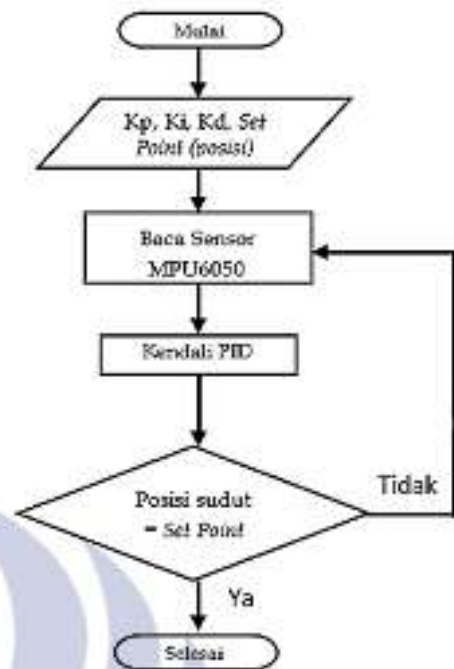 Mulai
Kp, Ki, Kd. Set
Point (posisi)
Baca Sensor
MPU6050
Kendali PID
Posisi sudut
= Set Point
Tidak
Ya
Selesai